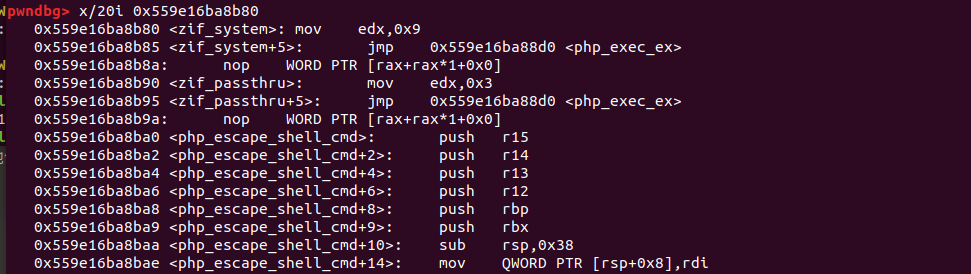 pwndbg> x/20i 0x559e16ba8b80
0x559e16ba8b80 <zif_system>: mov    edx,0x9
0x559e16ba8b85 <zif_system+5>:       jmp    0x559e16ba88d0 <php_exec_ex>
0x559e16ba8b8a:      nop    WORD PTR [rax+rax*1+0x0]
0x559e16ba8b90 <zif_passthru>:       mov    edx,0x3
0x559e16ba8b95 <zif_passthru+5>:     jmp    0x559e16ba88d0 <php_exec_ex>
0x559e16ba8b9a:      nop    WORD PTR [rax+rax*1+0x0]
0x559e16ba8ba0 <php_escape_shell_cmd>:       push   r15
0x559e16ba8ba2 <php_escape_shell_cmd+2>:     push   r14
0x559e16ba8ba4 <php_escape_shell_cmd+4>:     push   r13
0x559e16ba8ba6 <php_escape_shell_cmd+6>:     push   r12
0x559e16ba8ba8 <php_escape_shell_cmd+8>:     push   rbp
0x559e16ba8ba9 <php_escape_shell_cmd+9>:     push   rbx
0x559e16ba8baa <php_escape_shell_cmd+10>:    sub    rsp,0x38
0x559e16ba8bae <php_escape_shell_cmd+14>:    mov    QWORD PTR [rsp+0x8],rdi